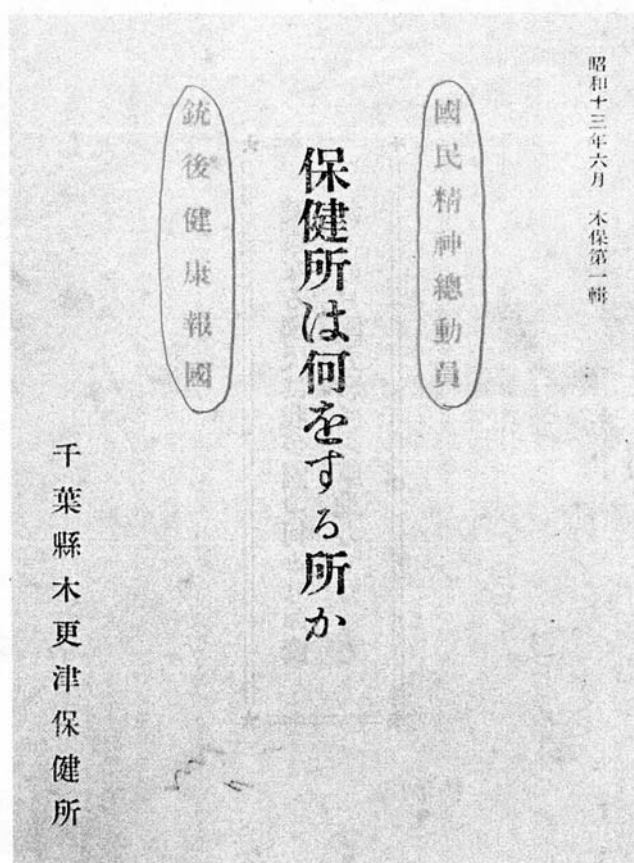 昭和十三年六月　木保第一輯
國民精神總動員
保健所は何をする所か
銃後健康報國
千葉縣木更津保健所